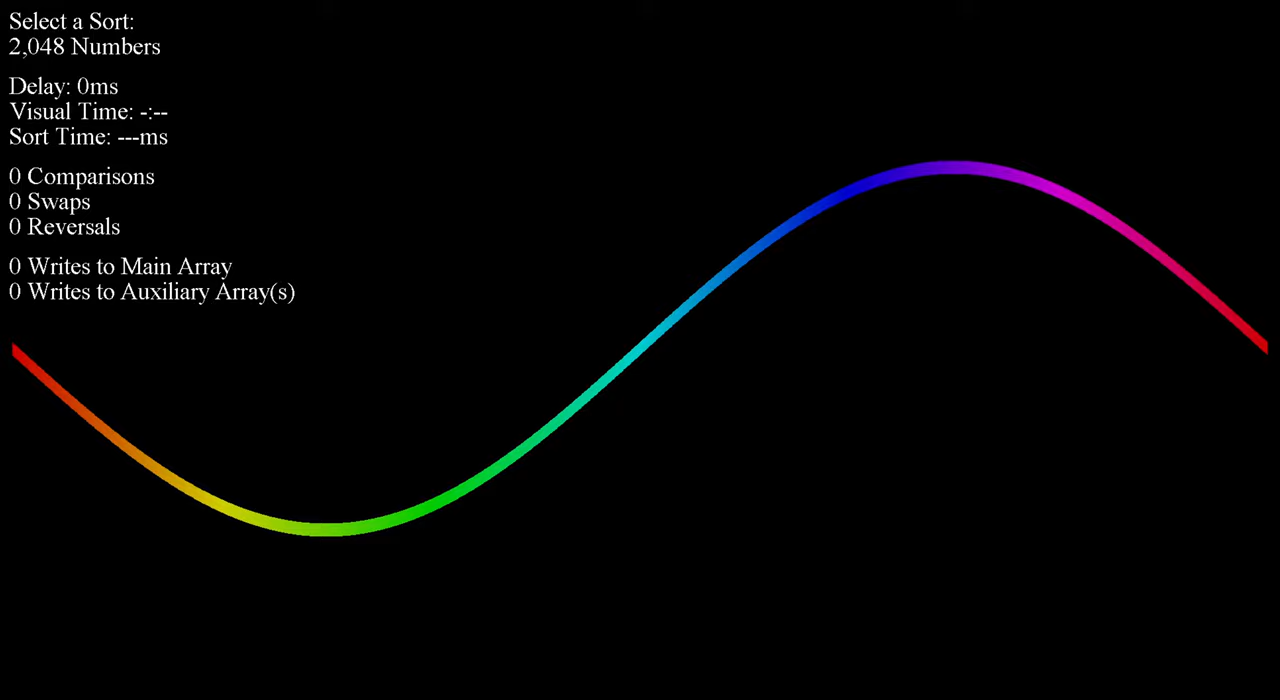 Select a Sort:
2,048 Numbers
Delay: 0ms
Visual Time: -:--
Sort Time: ---ms
0 Comparisons
0 Swaps
0 Reversals
0 Writes to Main Array
0 Writes to Auxiliary Array(s)